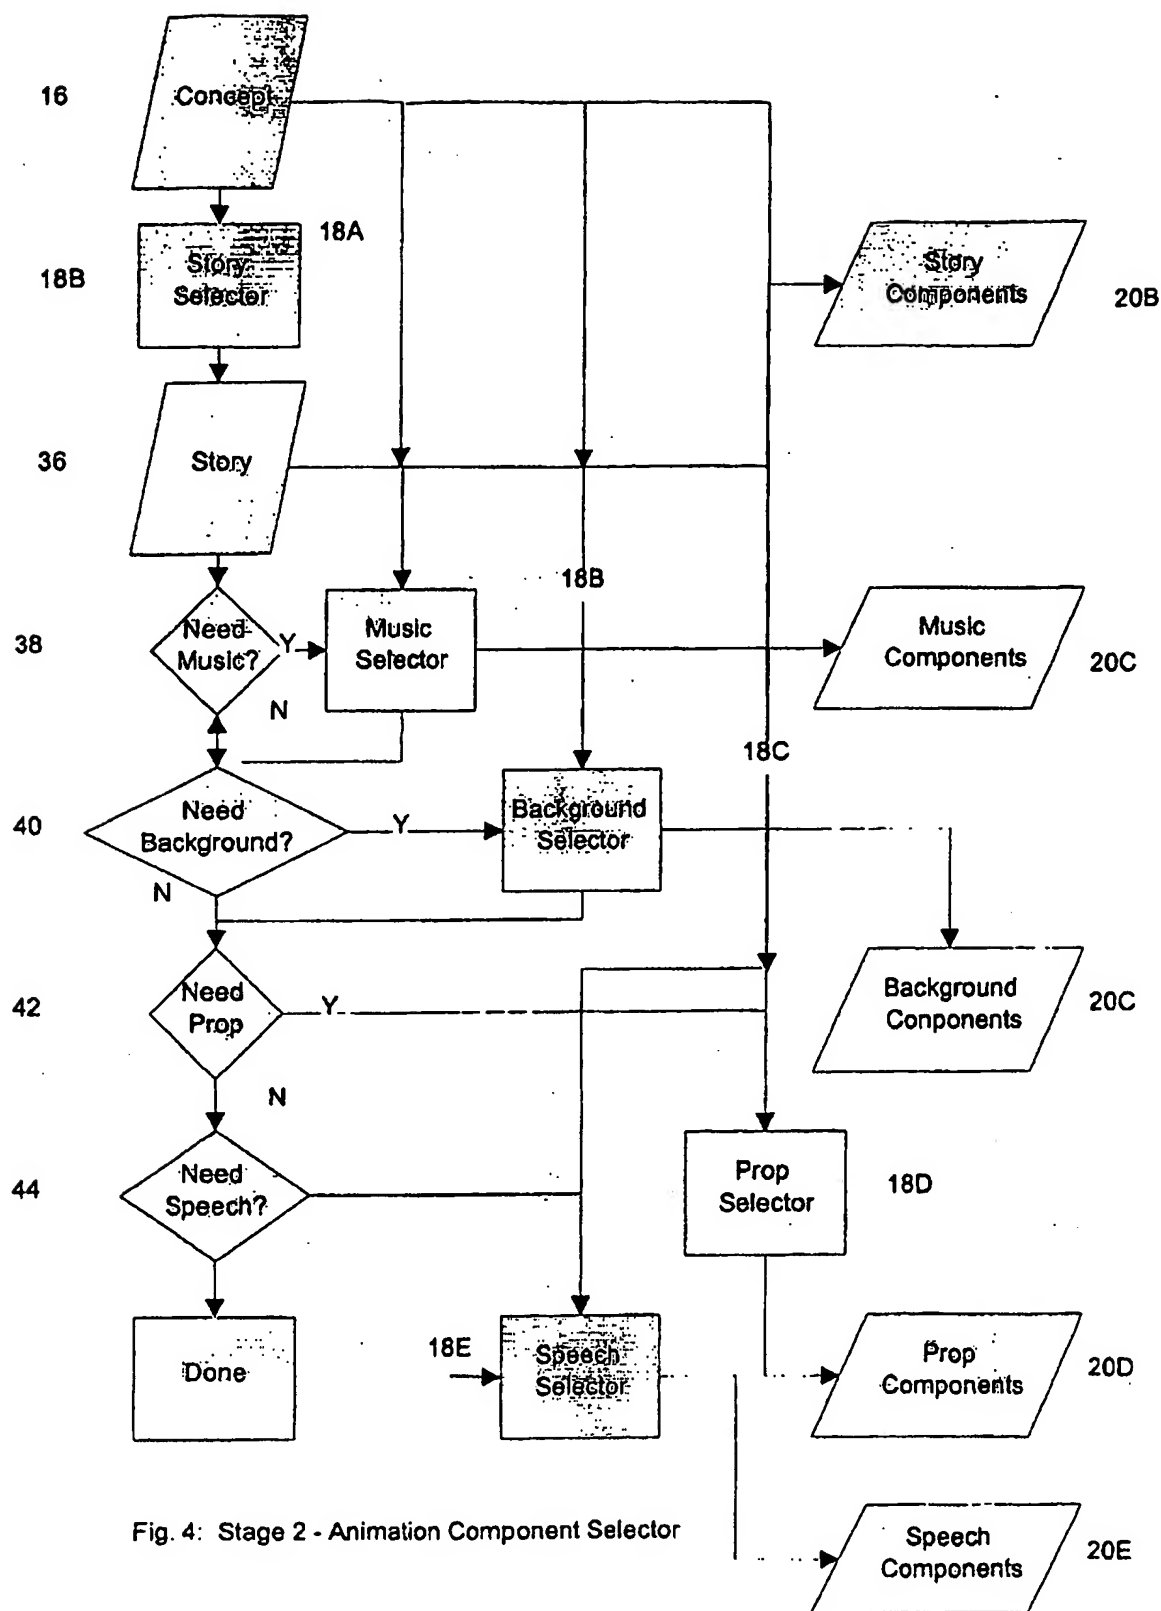 16
Concept
18A
18B
Story
Selector
Story
Components
20B
36
Story
18B
38
Need
Music?
Y
Music
Selector
Music
Components
20C
N
18C
40
Need
Background?
Y
Background
Selector
N
42
Need
Prop
Y
Background
Conponents
20C
N
44
Need
Speech?
Prop
Selector
18D
Done
18E
Speech
Selector
Prop
Components
20D
Fig. 4: Stage 2 - Animation Component Selector
Speech
Components
20E